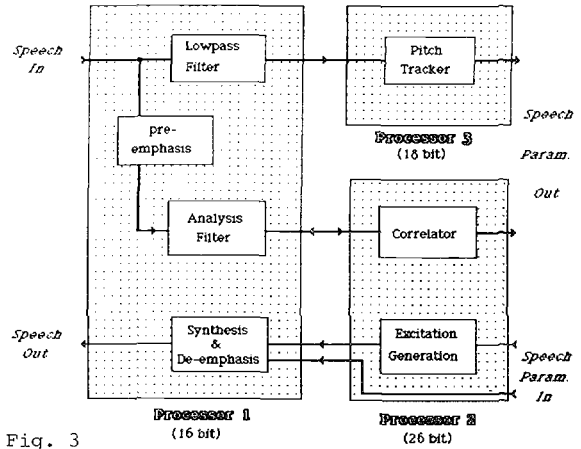 Speech
In
Lowpass
Filter
Pitch
Tracker
pre-
emphasis
Processor 3
(18 bit)
Speech
Param.
Out
Analysis
Filter
Correlator
Speech
Out
Synthesis
&
De-emphasis
Excitation
Generation
Speech
Param.
In
Processor 1
(16 bit)
Processor 2
(26 bit)
Fig. 3